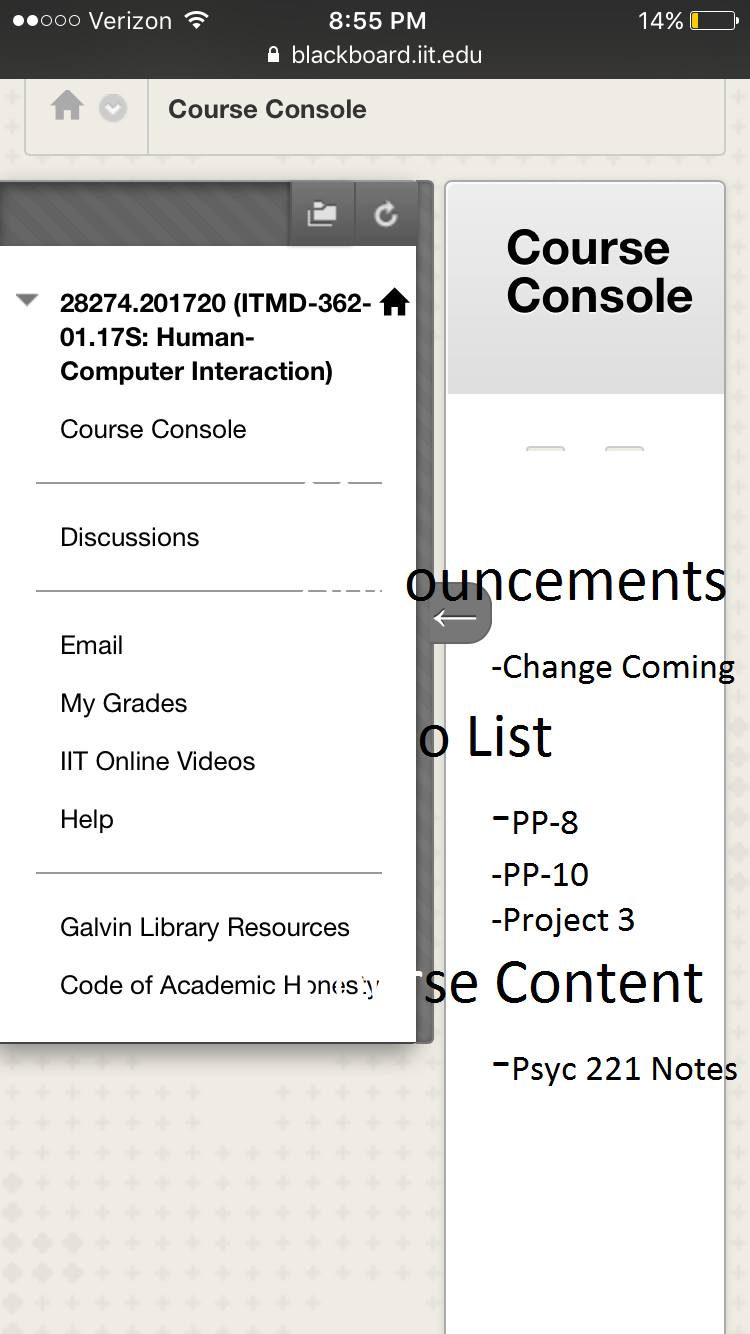 Verizon 8:55 PM 14%
blackboard.iit.edu
Course Console
28274.201720 (ITMD-362-
01.17S: Human-
Computer Interaction)
Course Console
Discussions
Email
My Grades
IIT Online Videos
Help
Galvin Library Resources
Code of Academic Honesty
Course
Console
ouncements
-Change Coming
o List
-PP-8
-PP-10
-Project 3
se Content
-Psyc 221 Notes